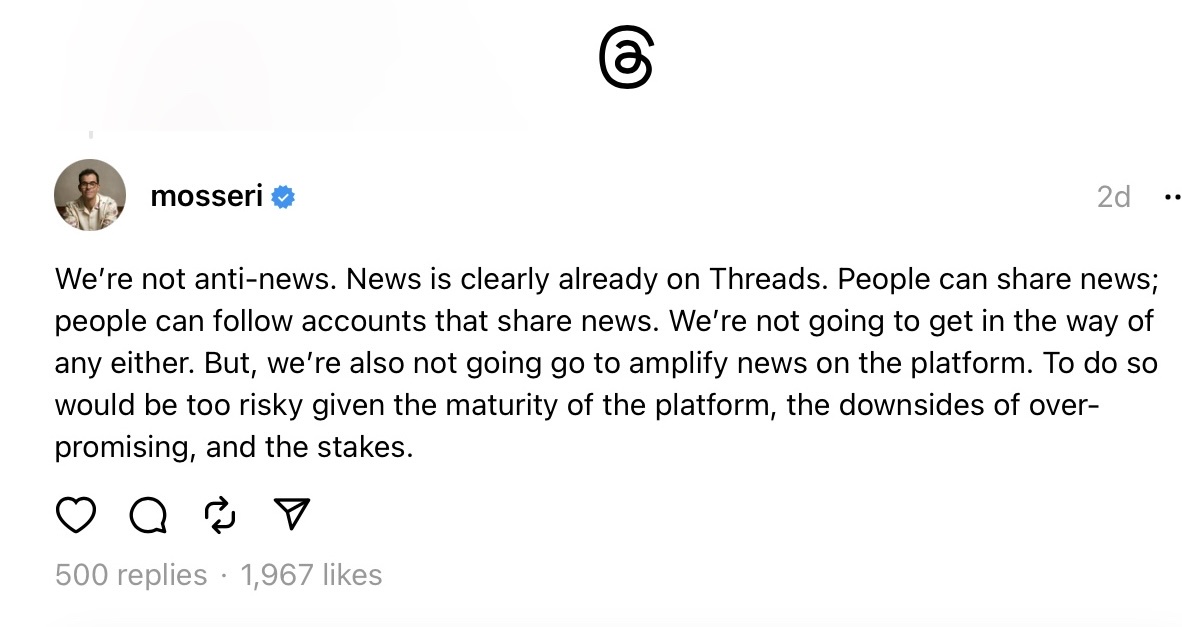 mosseri
2d
We’re not anti-news. News is clearly already on Threads. People can share news;
people can follow accounts that share news. We’re not going to get in the way of
any either. But, we’re also not going go to amplify news on the platform. To do so
would be too risky given the maturity of the platform, the downsides of over-
promising, and the stakes.
500 replies · 1,967 likes